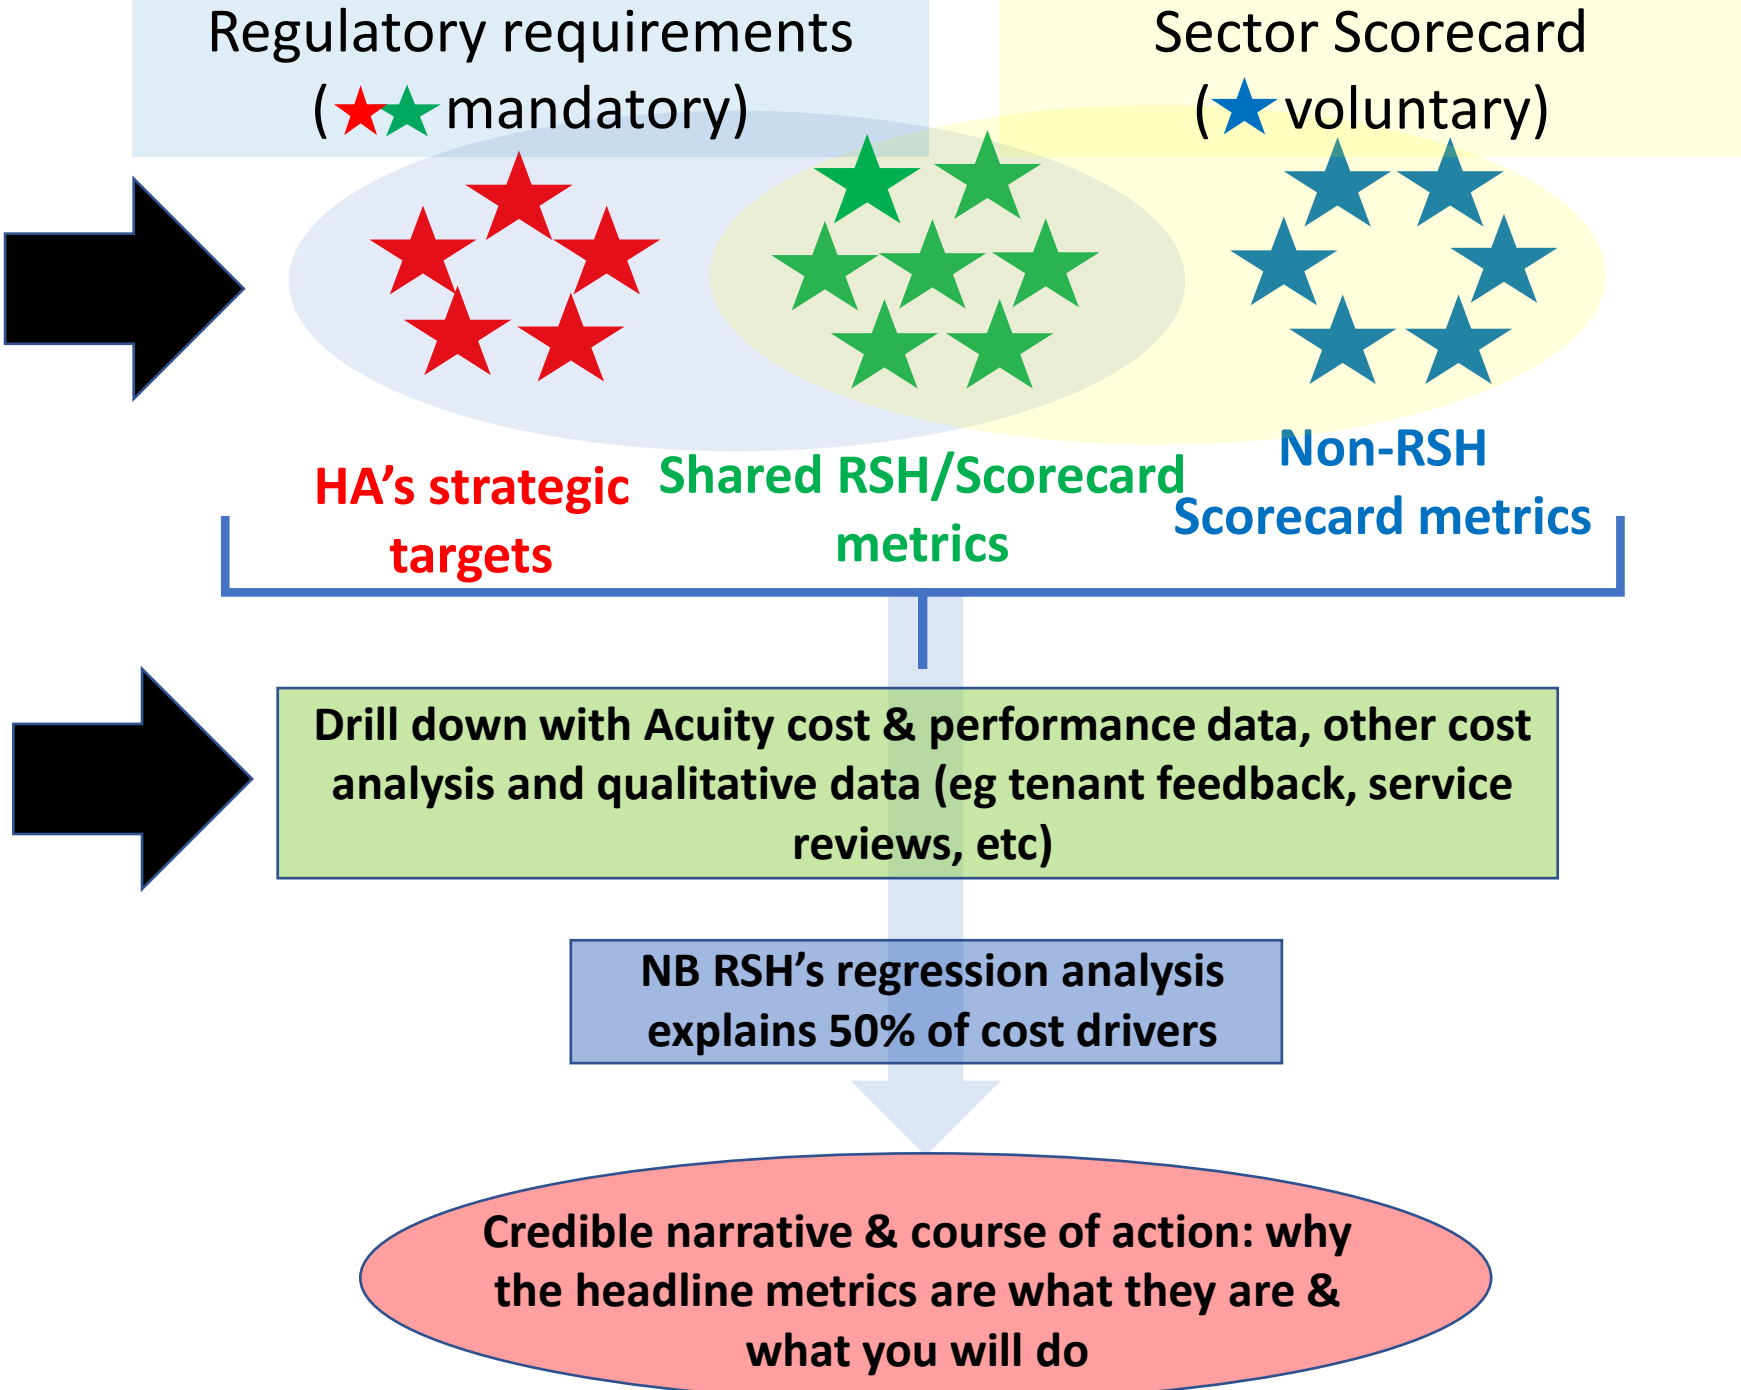 Regulatory requirements
( mandatory)
Sector Scorecard
( voluntary)
HA's strategic
targets
Shared RSH/Scorecard
metrics
Non-RSH
Scorecard metrics
Drill down with Acuity cost & performance data, other cost
analysis and qualitative data (eg tenant feedback, service
reviews, etc)
NB RSH's regression analysis
explains 50% of cost drivers
Credible narrative & course of action: why
the headline metrics are what they are &
what you will do